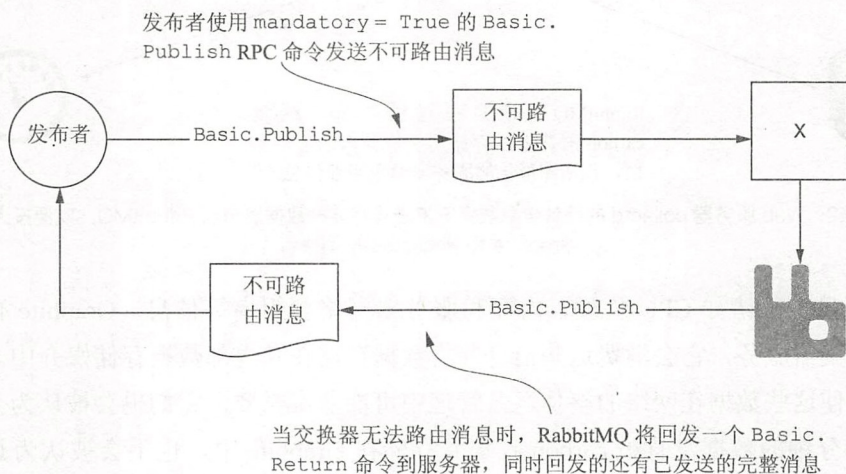 发布者使用 mandatory = True 的 Basic.
Publish RPC 命令发送不可路由消息
发布者
Basic.Publish
不可路
由消息
X
不可路
由消息
Basic.Publish
当交换器无法路由消息时，RabbitMQ 将回发一个 Basic.
Return 命令到服务器，同时回发的还有已发送的完整消息